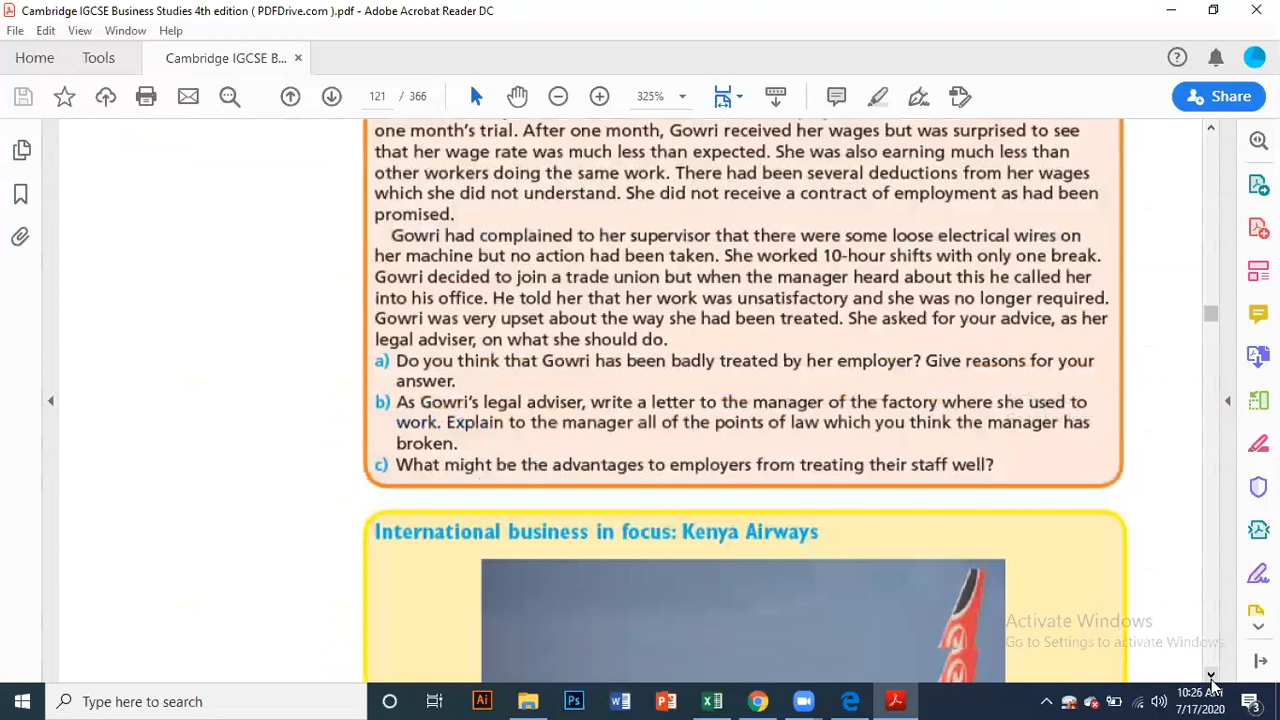 Cambridge IGCSE Business Studies 4th edition ( PDFDrive.com ).pdf - Adobe Acrobat Reader DC
File Edit View Window Help
Home Tools Cambridge IGCSE B... ×
121 / 366 325% Share
one month's trial. After one month, Gowri received her wages but was surprised to see
that her wage rate was much less than expected. She was also earning much less than
other workers doing the same work. There had been several deductions from her wages
which she did not understand. She did not receive a contract of employment as had been
promised.
Gowri had complained to her supervisor that there were some loose electrical wires on
her machine but no action had been taken. She worked 10-hour shifts with only one break.
Gowri decided to join a trade union but when the manager heard about this he called her
into his office. He told her that her work was unsatisfactory and she was no longer required.
Gowri was very upset about the way she had been treated. She asked for your advice, as her
legal adviser, on what she should do.
a) Do you think that Gowri has been badly treated by her employer? Give reasons for your
answer.
b) As Gowri's legal adviser, write a letter to the manager of the factory where she used to
work. Explain to the manager all of the points of law which you think the manager has
broken.
c) What might be the advantages to employers from treating their staff well?
International business in focus: Kenya Airways
Activate Windows
Go to Settings to activate Windows.
Type here to search
10:26 AM
7/17/2020
3